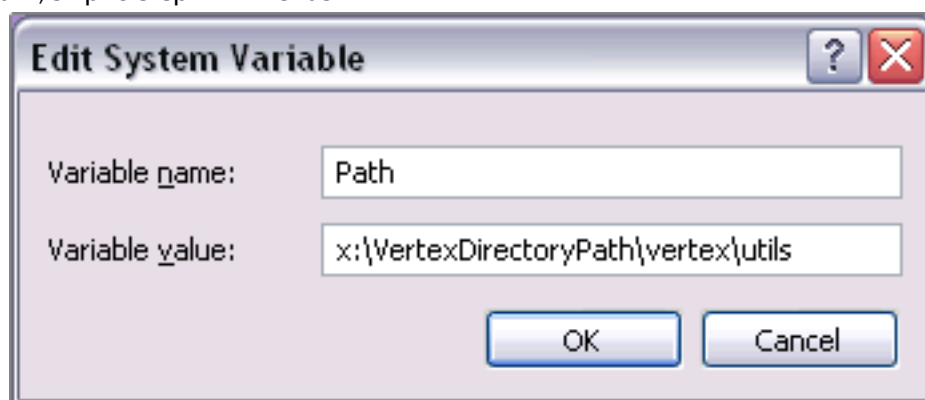 Edit System Variable
Variable name:
Path
Variable value:
x:\VertexDirectoryPath\vertex\utils
OK
Cancel